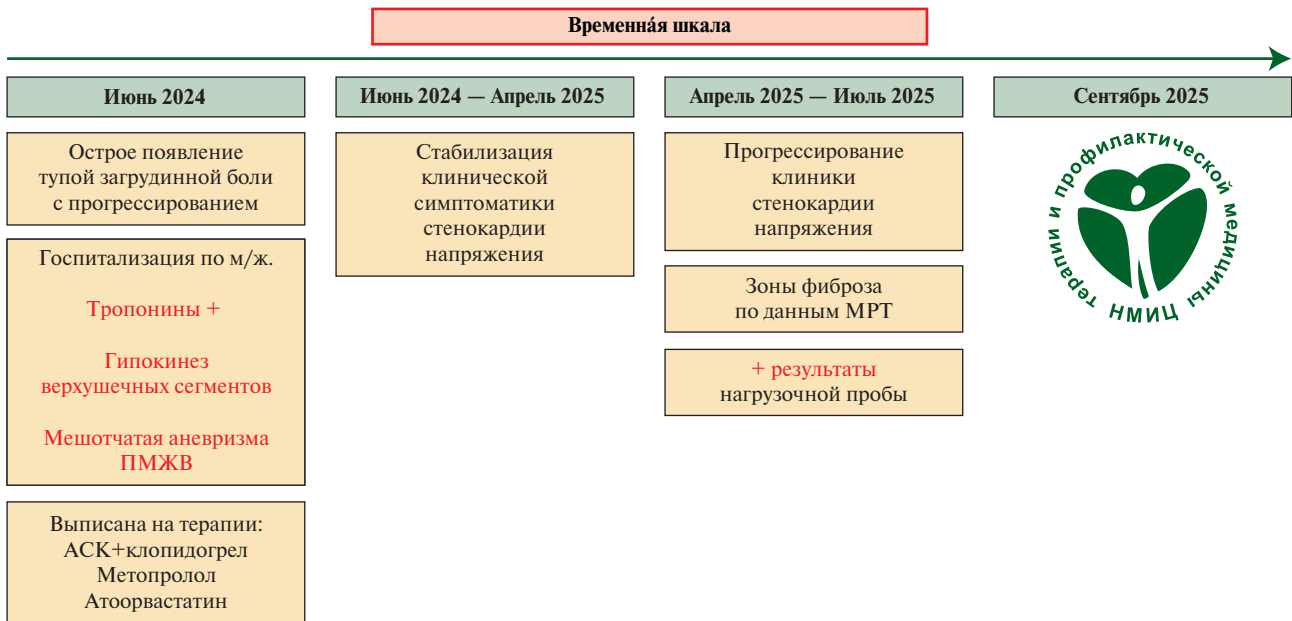 Временнáя шкала
Июнь 2024
Острое появление
тупой загрудинной боли
с прогрессированием
Госпитализация по м/ж.
Тропонины +
Гипокинез
верхушечных сегментов
Мешотчатая аневризма
ПМЖВ
Выписана на терапии:
АСК+клопидогрел
Метопролол
Атоорвастатин
Июнь 2024 — Апрель 2025
Стабилизация
клинической
симптоматики
стенокардии
напряжения
Апрель 2025 — Июль 2025
Прогрессирование
клиники
стенокардии
напряжения
Зоны фиброза
по данным МРТ
+ результаты
нагрузочной пробы
Сентябрь 2025
НМИЦ терапии и профилактической медицины